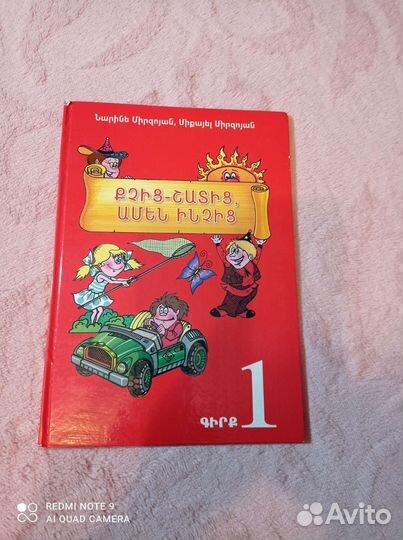 Նարինե Միրզոյան, Միքայել Միրզոյան
ՔՉԻՑ-ՇԱՏԻՑ,
ԱՄԵՆ ԻՆՉԻՑ
ԳԻՐՔ 1
REDMI NOTE 9
AI QUAD CAMERA
Avito